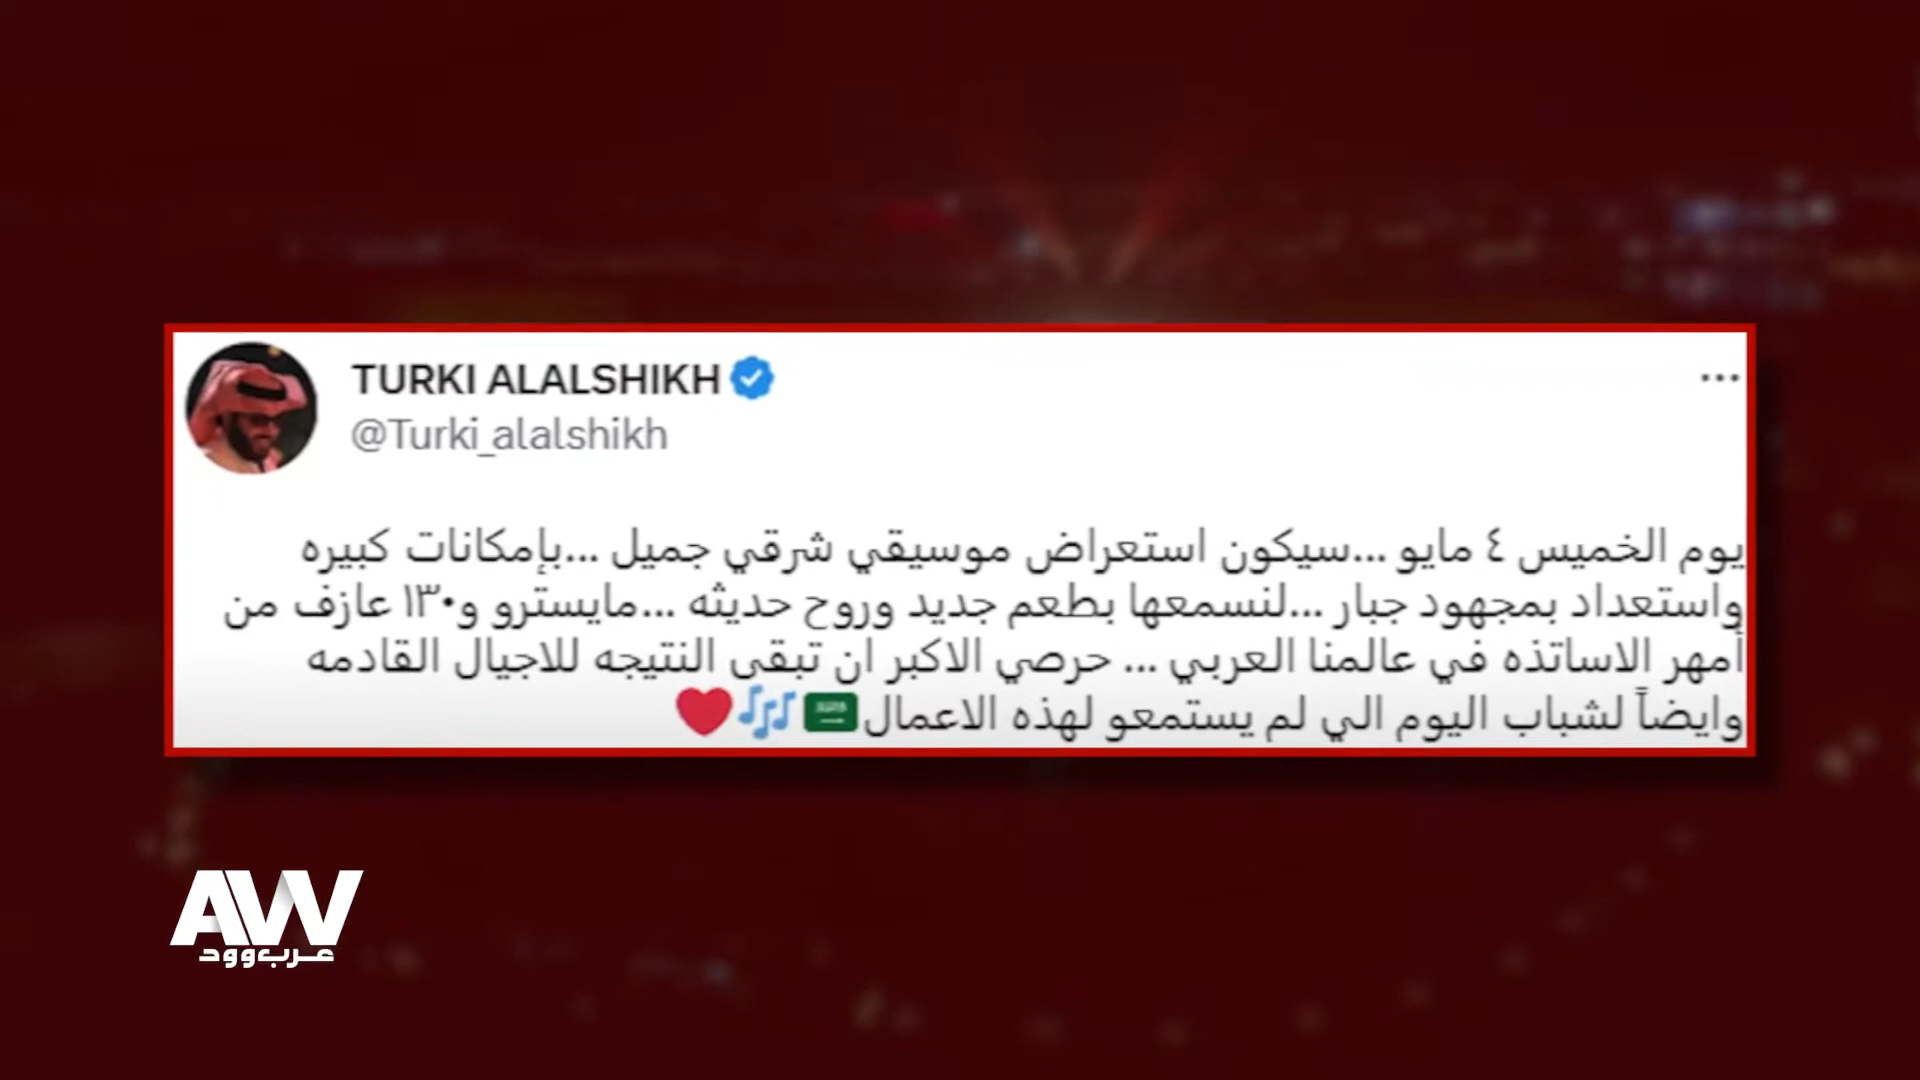 TURKI ALALSHIKH
@Turki_alalshikh
يوم الخميس ٤ مايو ...سيكون استعراض موسيقي شرقي جميل ...بإمكانات كبيره
واستعداد بمجهود جبار ...لنسمعها بطعم جديد وروح حديثه ...مايسترو و١٣٠ عازف من
أمهر الاساتذه في عالمنا العربي ... حرصي الاكبر ان تبقى النتيجه للاجيال القادمه
وايضاً لشباب اليوم الي لم يستمعو لهذه الاعمال🇸🇦🎶❤️
AW
عرب وود